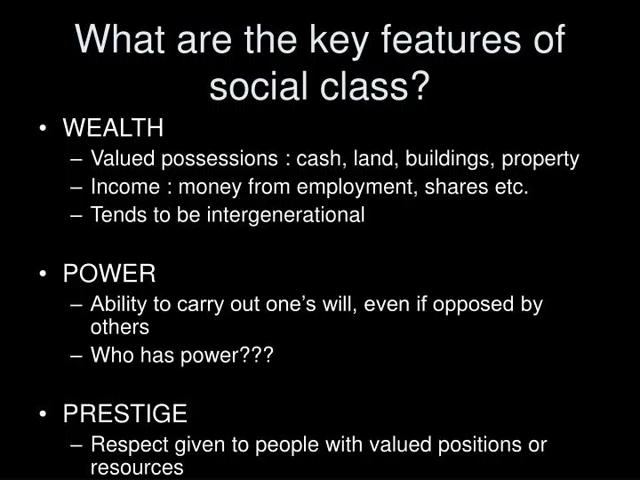 What are the key features of
social class?
• WEALTH
– Valued possessions : cash, land, buildings, property
– Income : money from employment, shares etc.
– Tends to be intergenerational
• POWER
– Ability to carry out one’s will, even if opposed by
others
– Who has power???
• PRESTIGE
– Respect given to people with valued positions or
resources